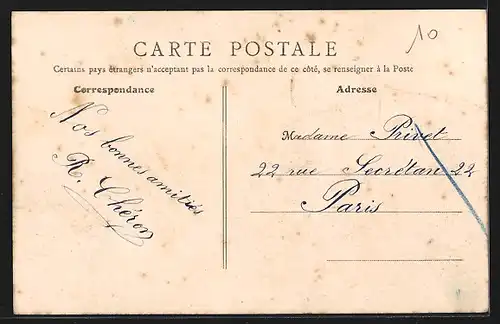 10
CARTE POSTALE
Certains pays étrangers n'acceptant pas la correspondance de ce côté, se renseigner à la Poste
Correspondance
Nos bonnes amitiés
R. Chéron
Adresse
Madame Privet
22 rue Secrétan 22
Paris